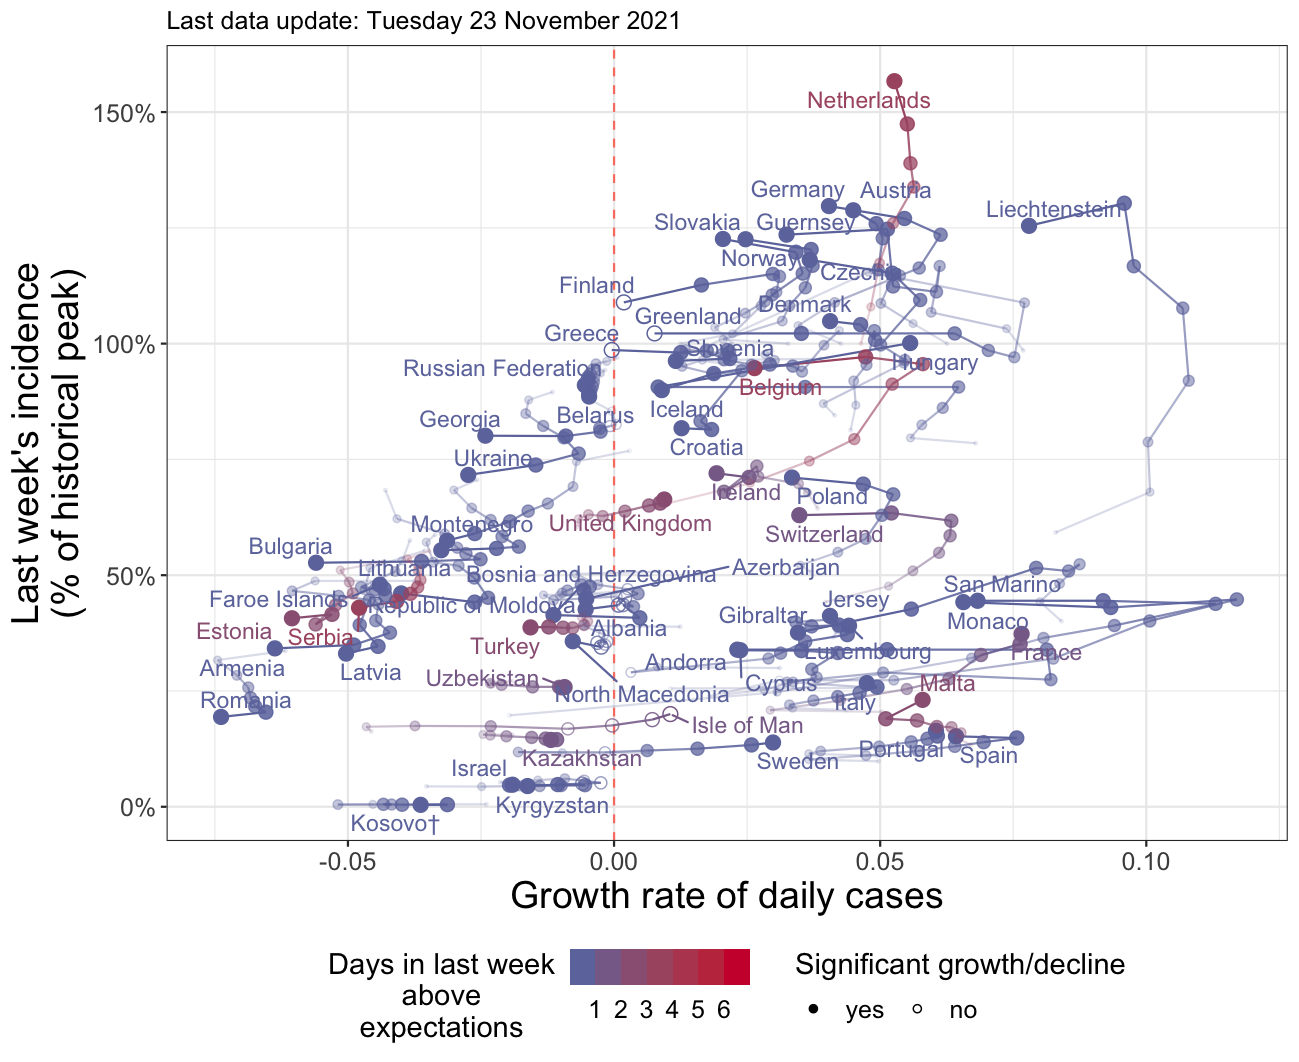 Last data update: Tuesday 23 November 2021
Last week's incidence
(% of historical peak)
150%
100%
50%
0%
Netherlands
Germany
Austria
Liechtenstein
Slovakia
Guernsey
Norway
Czechia
Finland
Greenland
Denmark
Greece
Slovenia
Hungary
Russian Federation
Belgium
Georgia
Belarus
Iceland
Croatia
Ukraine
Ireland
Poland
Montenegro
United Kingdom
Switzerland
Bulgaria
Lithuania
Bosnia and Herzegovina
Azerbaijan
San Marino
Faroe Islands
Republic of Moldova
Jersey
Estonia
Serbia
Albania
Gibraltar
Monaco
Turkey
Luxembourg
France
Armenia
Latvia
Andorra
Uzbekistan
Cyprus
Malta
Romania
North Macedonia
Italy
Isle of Man
Kazakhstan
Sweden
Portugal
Spain
Israel
Kyrgyzstan
Kosovo†
-0.05
0.00
0.05
0.10
Growth rate of daily cases
Days in last week
above
expectations
1 2 3 4 5 6
Significant growth/decline
yes
no